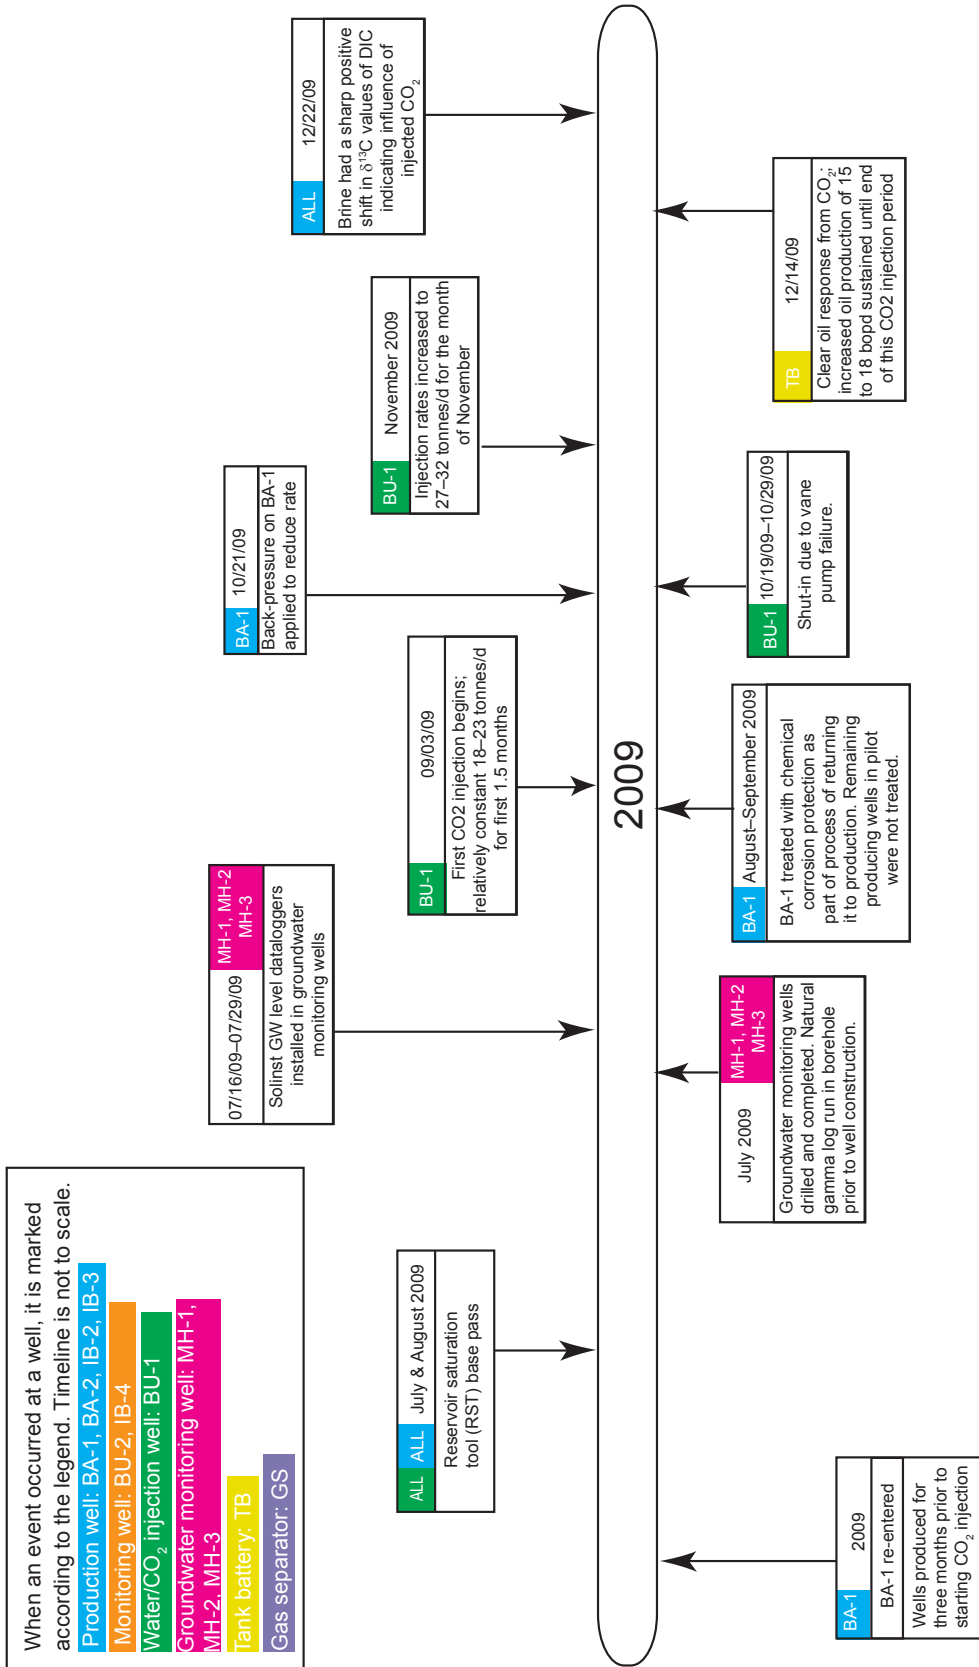 When an event occurred at a well, it is marked
according to the legend. Timeline is not to scale.
Production well: BA-1, BA-2, IB-2, IB-3
Monitoring well: BU-2, IB-4
Water/CO2 injection well: BU-1
Groundwater monitoring well: MH-1,
MH-2, MH-3
Tank battery: TB
Gas separator: GS
ALL ALL July & August 2009
Reservoir saturation
tool (RST) base pass
07/16/09–07/29/09 MH-1, MH-2
MH-3
Solinst GW level dataloggers
installed in groundwater
monitoring wells
BU-1 09/03/09
First CO2 injection begins;
relatively constant 18–23 tonnes/d
for first 1.5 months
BA-1 10/21/09
Back-pressure on BA-1
applied to reduce rate
BU-1 November 2009
Injection rates increased to
27–32 tonnes/d for the month
of November
ALL 12/22/09
Brine had a sharp positive
shift in δ13C values of DIC
indicating influence of
injected CO2
2009
BA-1 2009
BA-1 re-entered
Wells produced for
three months prior to
starting CO2 injection
July 2009 MH-1, MH-2
MH-3
Groundwater monitoring wells
drilled and completed. Natural
gamma log run in borehole
prior to well construction.
BA-1 August–September 2009
BA-1 treated with chemical
corrosion protection as
part of process of returning
it to production. Remaining
producing wells in pilot
were not treated.
BU-1 10/19/09–10/29/09
Shut-in due to vane
pump failure.
TB 12/14/09
Clear oil response from CO2;
increased oil production of 15
to 18 bopd sustained until end
of this CO2 injection period